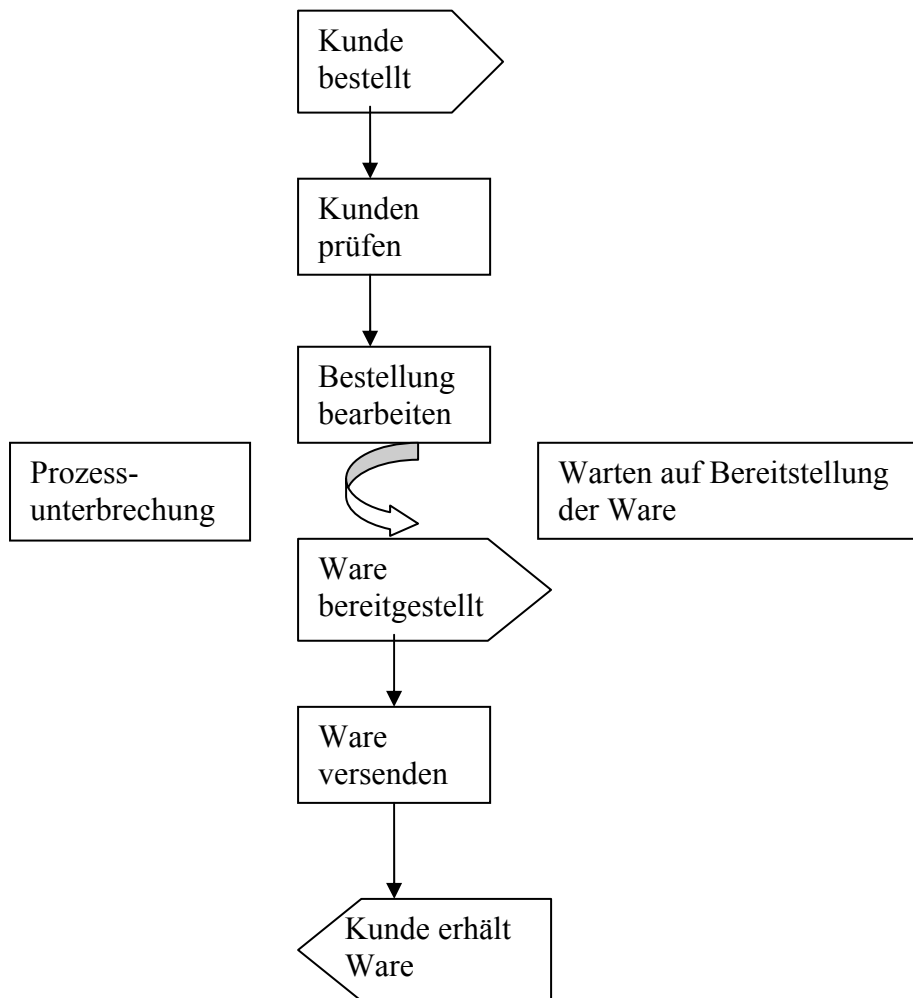 Kunde
bestellt
Kunden
prüfen
Bestellung
bearbeiten
Prozess-
unterbrechung
Warten auf Bereitstellung
der Ware
Ware
bereitgestellt
Ware
versenden
Kunde erhält
Ware